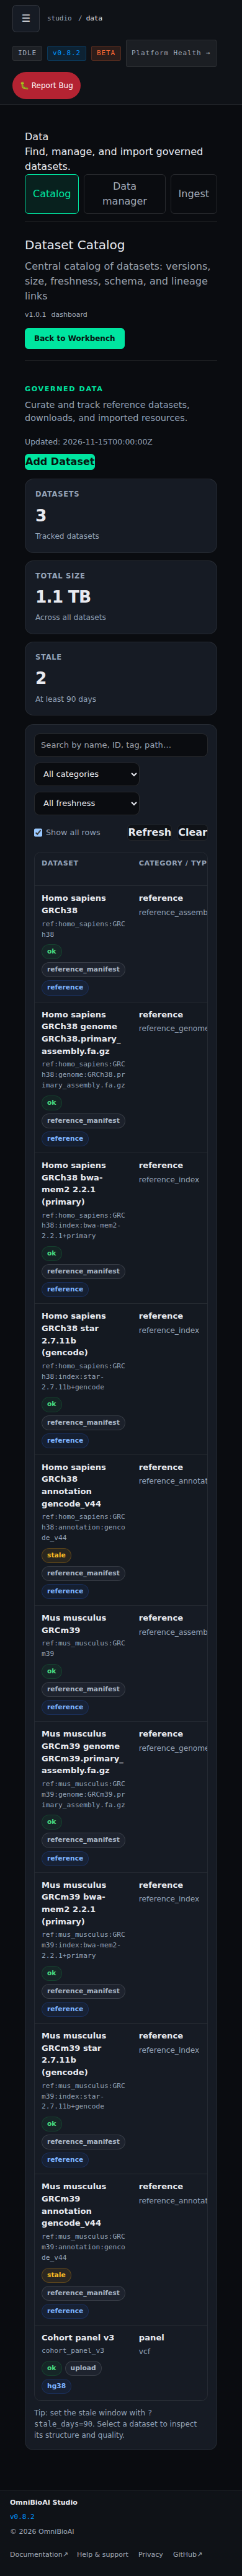 ☰ studio / data
IDLE v0.8.2 BETA Platform Health →
🐛 Report Bug
Data
Find, manage, and import governed
datasets.
Catalog Data Ingest
manager
Dataset Catalog
Central catalog of datasets: versions,
size, freshness, schema, and lineage
links
v1.0.1 dashboard
Back to Workbench
GOVERNED DATA
Curate and track reference datasets,
downloads, and imported resources.
Updated: 2026-11-15T00:00:00Z
Add Dataset
DATASETS
3
Tracked datasets
TOTAL SIZE
1.1 TB
Across all datasets
STALE
2
At least 90 days
Search by name, ID, tag, path…
All categories
All freshness
Show all rows Refresh Clear
DATASET CATEGORY / TYP
Homo sapiens reference
GRCh38 reference_assemb
ref:homo_sapiens:GRC
h38
ok
reference_manifest
reference
Homo sapiens reference
GRCh38 genome reference_genome
GRCh38.primary_
assembly.fa.gz
ref:homo_sapiens:GRC
h38:genome:GRCh38.pr
imary_assembly.fa.gz
ok
reference_manifest
reference
Homo sapiens reference
GRCh38 bwa- reference_index
mem2 2.2.1
(primary)
ref:homo_sapiens:GRC
h38:index:bwa-mem2-
2.2.1+primary
ok
reference_manifest
reference
Homo sapiens reference
GRCh38 star reference_index
2.7.11b
(gencode)
ref:homo_sapiens:GRC
h38:index:star-
2.7.11b+gencode
ok
reference_manifest
reference
Homo sapiens reference
GRCh38 reference_annotat
annotation
gencode_v44
ref:homo_sapiens:GRC
h38:annotation:genco
de_v44
stale
reference_manifest
reference
Mus musculus reference
GRCm39 reference_assemb
ref:mus_musculus:GRC
m39
ok
reference_manifest
reference
Mus musculus reference
GRCm39 genome reference_genome
GRCm39.primary_
assembly.fa.gz
ref:mus_musculus:GRC
m39:genome:GRCm39.pr
imary_assembly.fa.gz
ok
reference_manifest
reference
Mus musculus reference
GRCm39 bwa- reference_index
mem2 2.2.1
(primary)
ref:mus_musculus:GRC
m39:index:bwa-mem2-
2.2.1+primary
ok
reference_manifest
reference
Mus musculus reference
GRCm39 star reference_index
2.7.11b
(gencode)
ref:mus_musculus:GRC
m39:index:star-
2.7.11b+gencode
ok
reference_manifest
reference
Mus musculus reference
GRCm39 reference_annotat
annotation
gencode_v44
ref:mus_musculus:GRC
m39:annotation:genco
de_v44
stale
reference_manifest
reference
Cohort panel v3 panel
cohort_panel_v3 vcf
ok upload
hg38
Tip: set the stale window with ?
stale_days=90. Select a dataset to inspect
its structure and quality.
OmniBioAI Studio
v0.8.2
© 2026 OmniBioAI
Documentation↗ Help & support Privacy GitHub↗